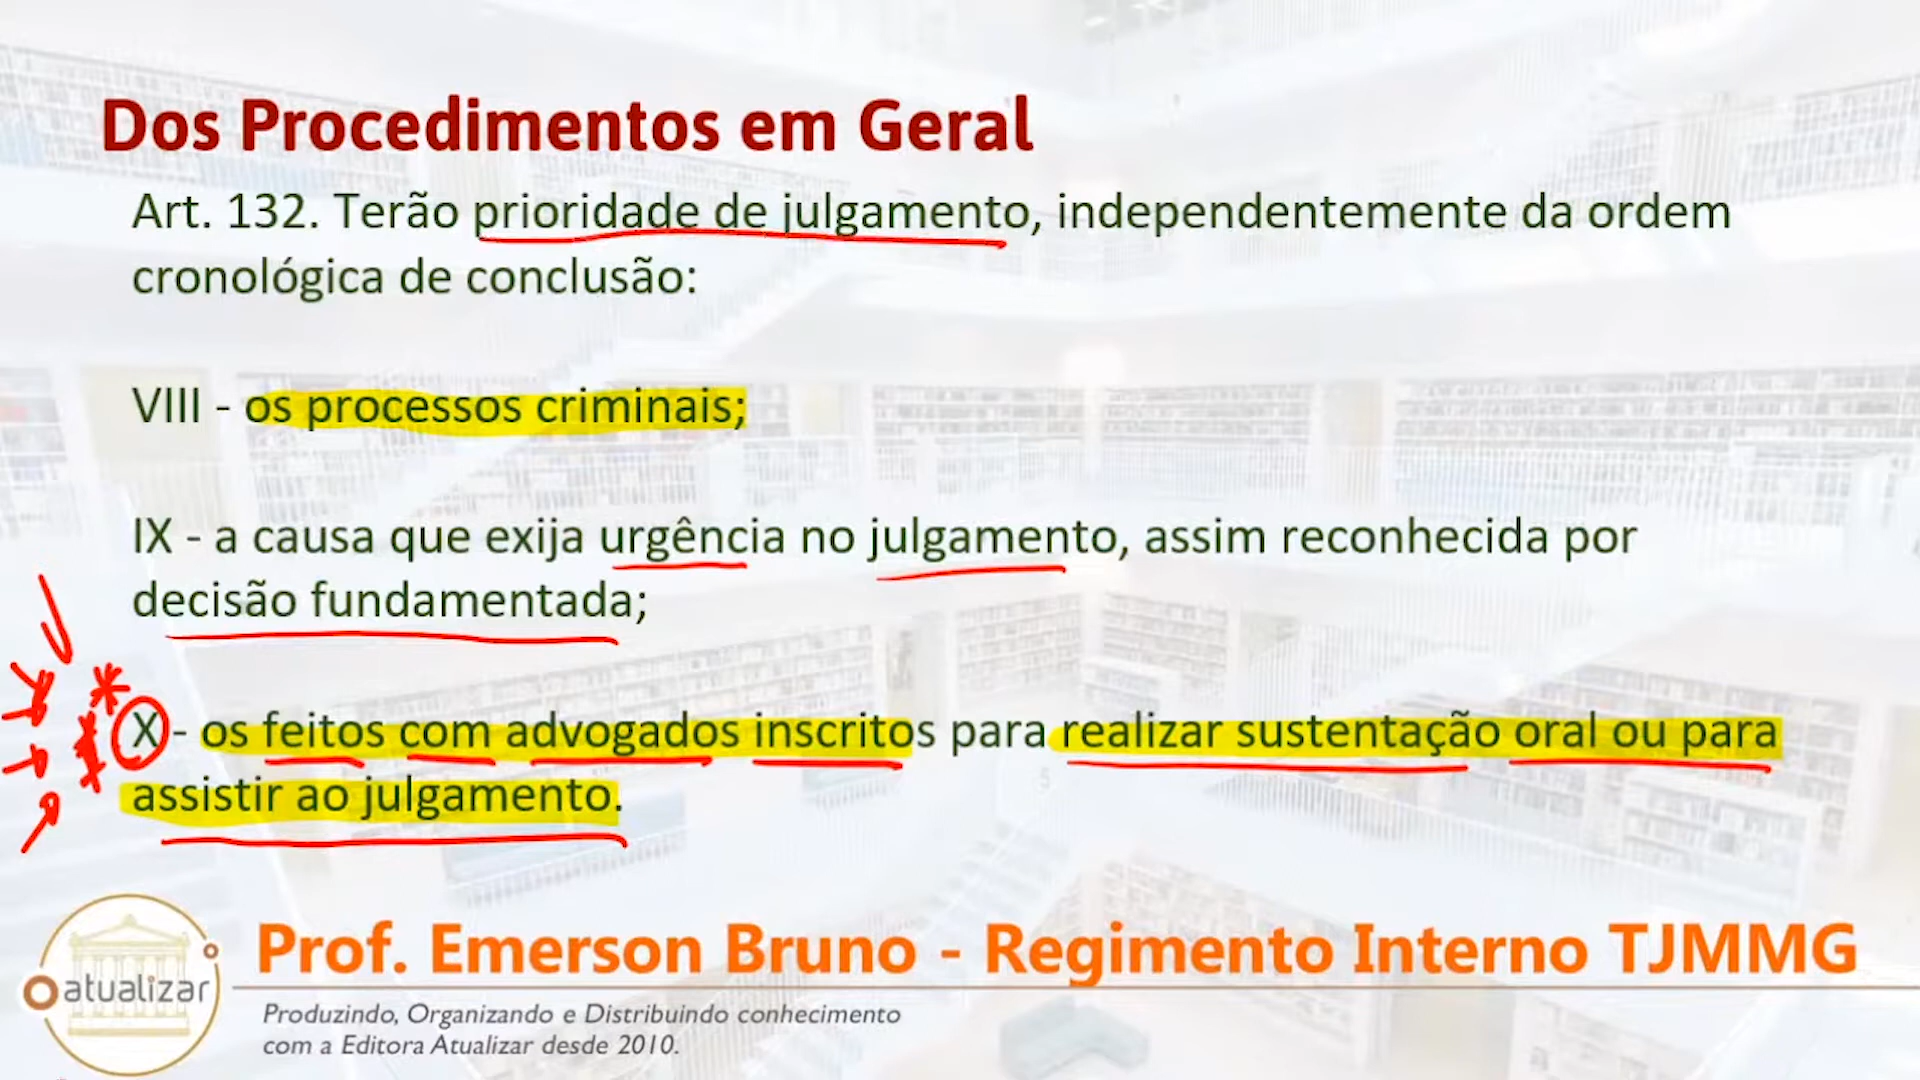 Dos Procedimentos em Geral
Art. 132. Terão prioridade de julgamento, independentemente da ordem
cronológica de conclusão:
VIII - os processos criminais;
IX - a causa que exija urgência no julgamento, assim reconhecida por
decisão fundamentada;
X - os feitos com advogados inscritos para realizar sustentação oral ou para
assistir ao julgamento.
atualizar
Prof. Emerson Bruno - Regimento Interno TJMMG
Produzindo, Organizando e Distribuindo conhecimento
com a Editora Atualizar desde 2010.